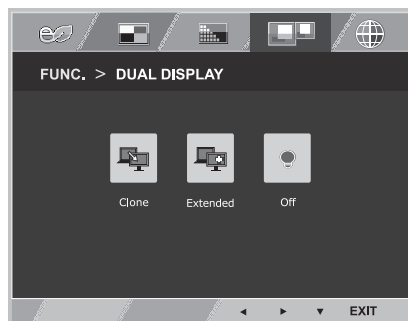 FUNC. > DUAL DISPLAY
Clone Extended Off
◄ ► ▼ EXIT